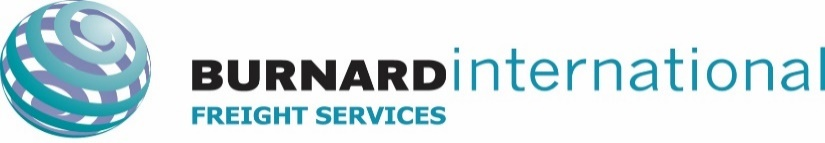 BURNARDinternational
FREIGHT SERVICES